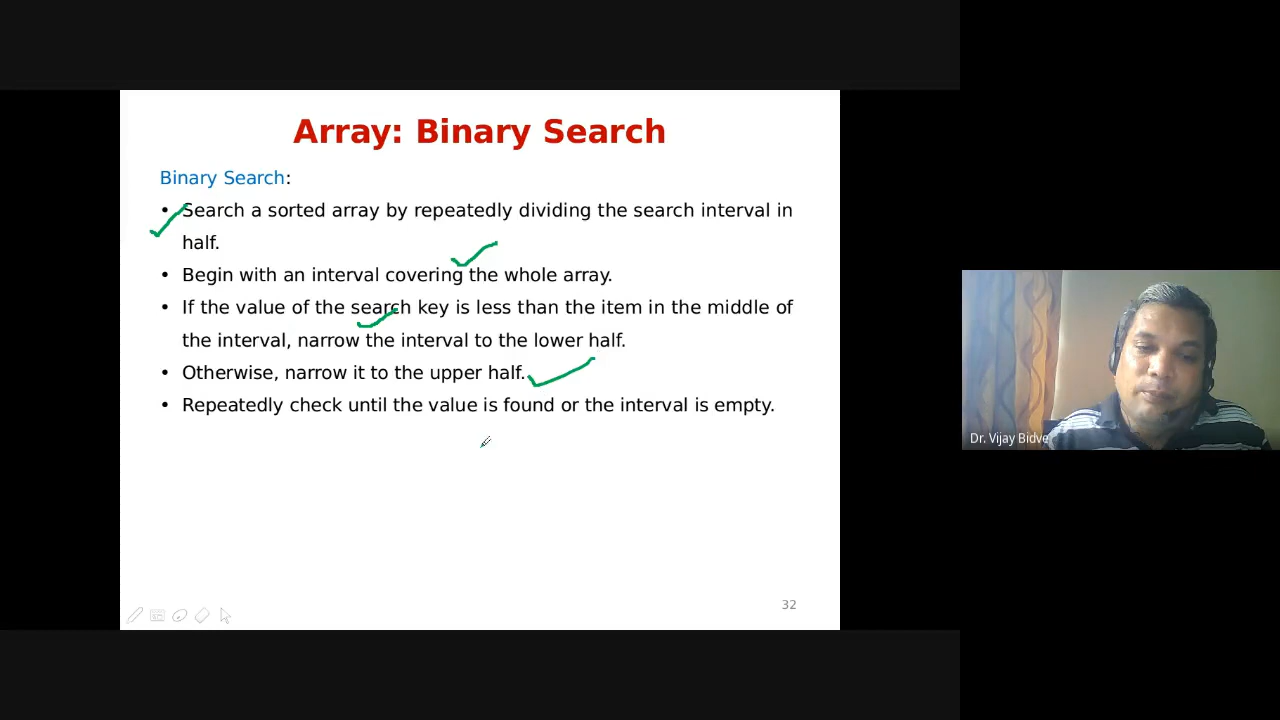 Array: Binary Search
Binary Search:
• Search a sorted array by repeatedly dividing the search interval in
half.
• Begin with an interval covering the whole array.
• If the value of the search key is less than the item in the middle of
the interval, narrow the interval to the lower half.
• Otherwise, narrow it to the upper half.
• Repeatedly check until the value is found or the interval is empty.
32
Dr. Vijay Bidve